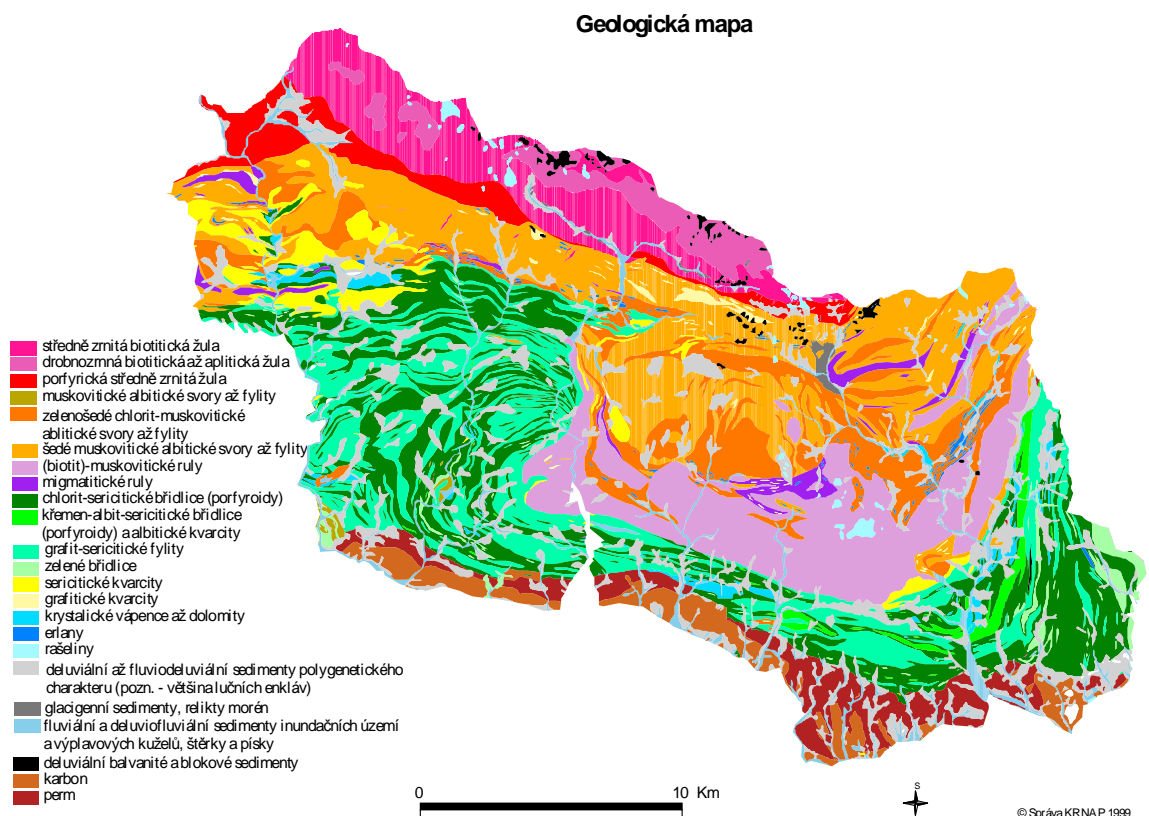 Geologická mapa
středně zrnitá biotitická žula
drobnozrnná biotitická až aplitická žula
porfyrická středně zrnitá žula
muskovitické albitické svory až fylity
zelenošedé chlorit-muskovitické
ablitické svory až fylity
šedé muskovitické albitické svory až fylity
(biotit)-muskovitické ruly
migmatitické ruly
chlorit-sericitické břidlice (porfyroidy)
křemen-albit-sericitické břidlice
(porfyroidy) a albitické kvarcity
grafit-sericitické fylity
zelené břidlice
sericitické kvarcity
grafitické kvarcity
krystalické vápence až dolomity
erlany
rašeliny
deluviální až fluviodeluviální sedimenty polygenetického
charakteru (pozn. - většina lučních enkláv)
glacigenní sedimenty, relikty morén
fluviální a deluviofluviální sedimenty inundačních území
a výplavových kuželů, štěrky a písky
deluviální balvanité a blokové sedimenty
karbon
perm
0 10 Km
S
© Správa KRNAP 1999